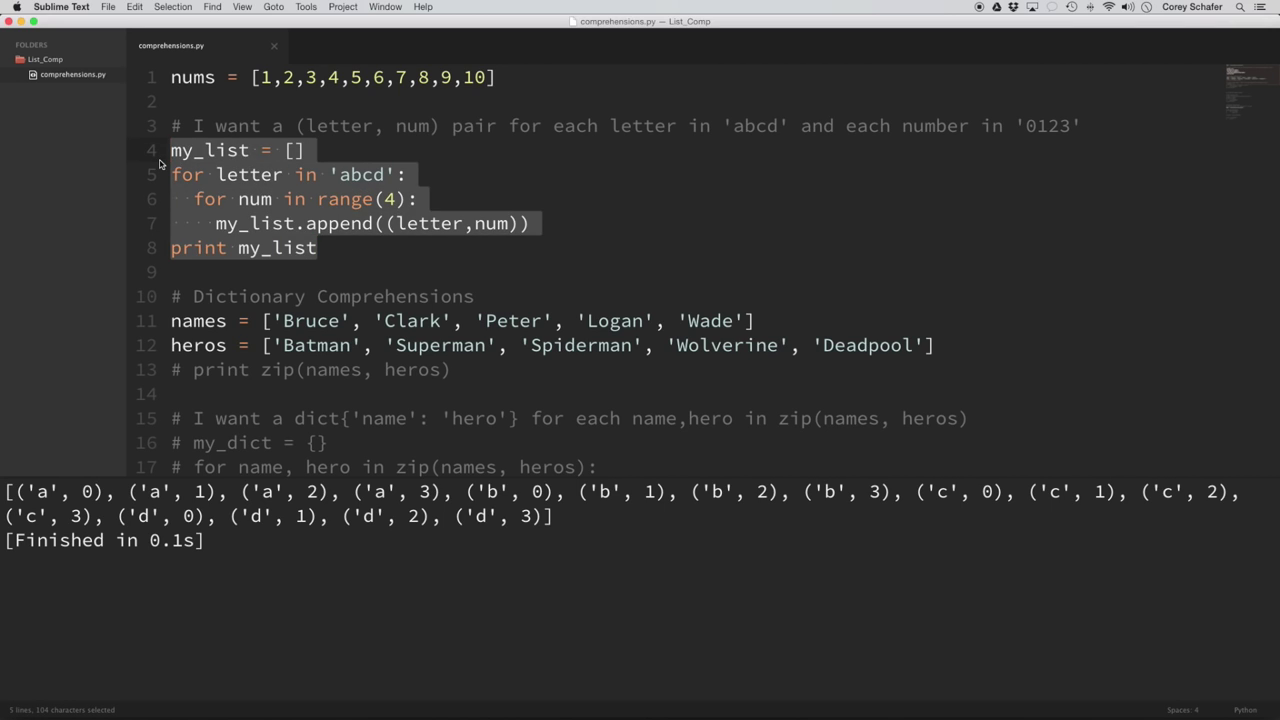 Sublime Text File Edit Selection Find View Goto Tools Project Window Help Corey Schafer
comprehensions.py — List_Comp
FOLDERS
List_Comp
comprehensions.py
comprehensions.py
1 nums = [1,2,3,4,5,6,7,8,9,10]
2
3 # I want a (letter, num) pair for each letter in 'abcd' and each number in '0123'
4 my_list = []
5 for letter in 'abcd':
6 for num in range(4):
7 my_list.append((letter,num))
8 print my_list
9
10 # Dictionary Comprehensions
11 names = ['Bruce', 'Clark', 'Peter', 'Logan', 'Wade']
12 heros = ['Batman', 'Superman', 'Spiderman', 'Wolverine', 'Deadpool']
13 # print zip(names, heros)
14
15 # I want a dict{'name': 'hero'} for each name,hero in zip(names, heros)
16 # my_dict = {}
17 # for name, hero in zip(names, heros):
[('a', 0), ('a', 1), ('a', 2), ('a', 3), ('b', 0), ('b', 1), ('b', 2), ('b', 3), ('c', 0), ('c', 1), ('c', 2),
('c', 3), ('d', 0), ('d', 1), ('d', 2), ('d', 3)]
[Finished in 0.1s]
5 lines, 104 characters selected Spaces: 4 Python